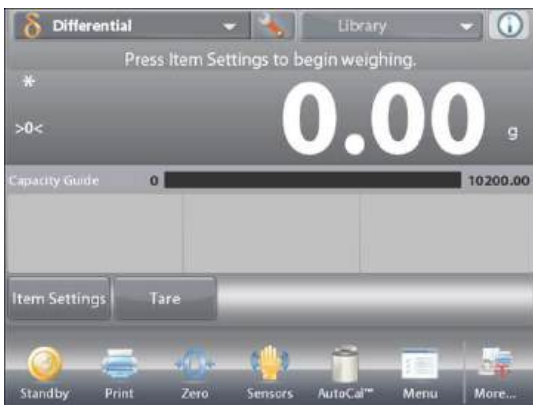 δ Differential Library
Press Item Settings to begin weighing.
*
>0< 0.00 g
Capacity Guide 0 10200.00
Item Settings Tare
Standby Print Zero Sensors AutoCal™ Menu More...